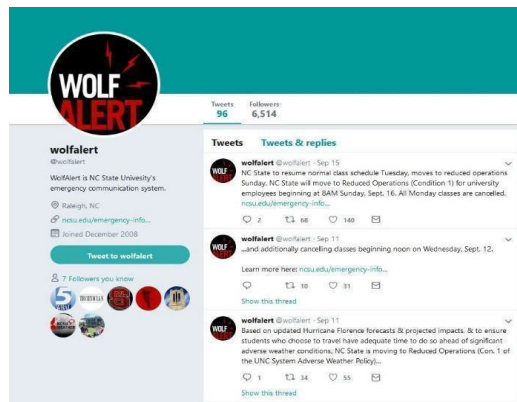 WOLF
ALERT
Tweets Followers
96 6,514
wolfalert
@wolfalert
WolfAlert is NC State Univesity's
emergency communication system.
Raleigh, NC
ncsu.edu/emergency-info...
Joined December 2008
Tweet to wolfalert
7 Followers you know
5
TECHNICIAN
Tweets Tweets & replies
wolfalert @wolfalert · Sep 15
NC State to resume normal class schedule Tuesday, moves to reduced operations
Sunday. NC State will move to Reduced Operations (Condition 1) for university
employees beginning at 8AM Sunday, Sept. 16. All Monday classes are cancelled.
ncsu.edu/emergency-info...
2 68 140
wolfalert @wolfalert · Sep 11
...and additionally cancelling classes beginning noon on Wednesday, Sept. 12.
Learn more here: ncsu.edu/emergency-info...
18 31
Show this thread
wolfalert @wolfalert · Sep 11
Based on updated Hurricane Florence forecasts & projected impacts, & to ensure
students who choose to travel have adequate time to do so ahead of significant
adverse weather conditions, NC State is moving to Reduced Operations (Con. 1 of
the UNC System Adverse Weather Policy)...
1 34 55
Show this thread